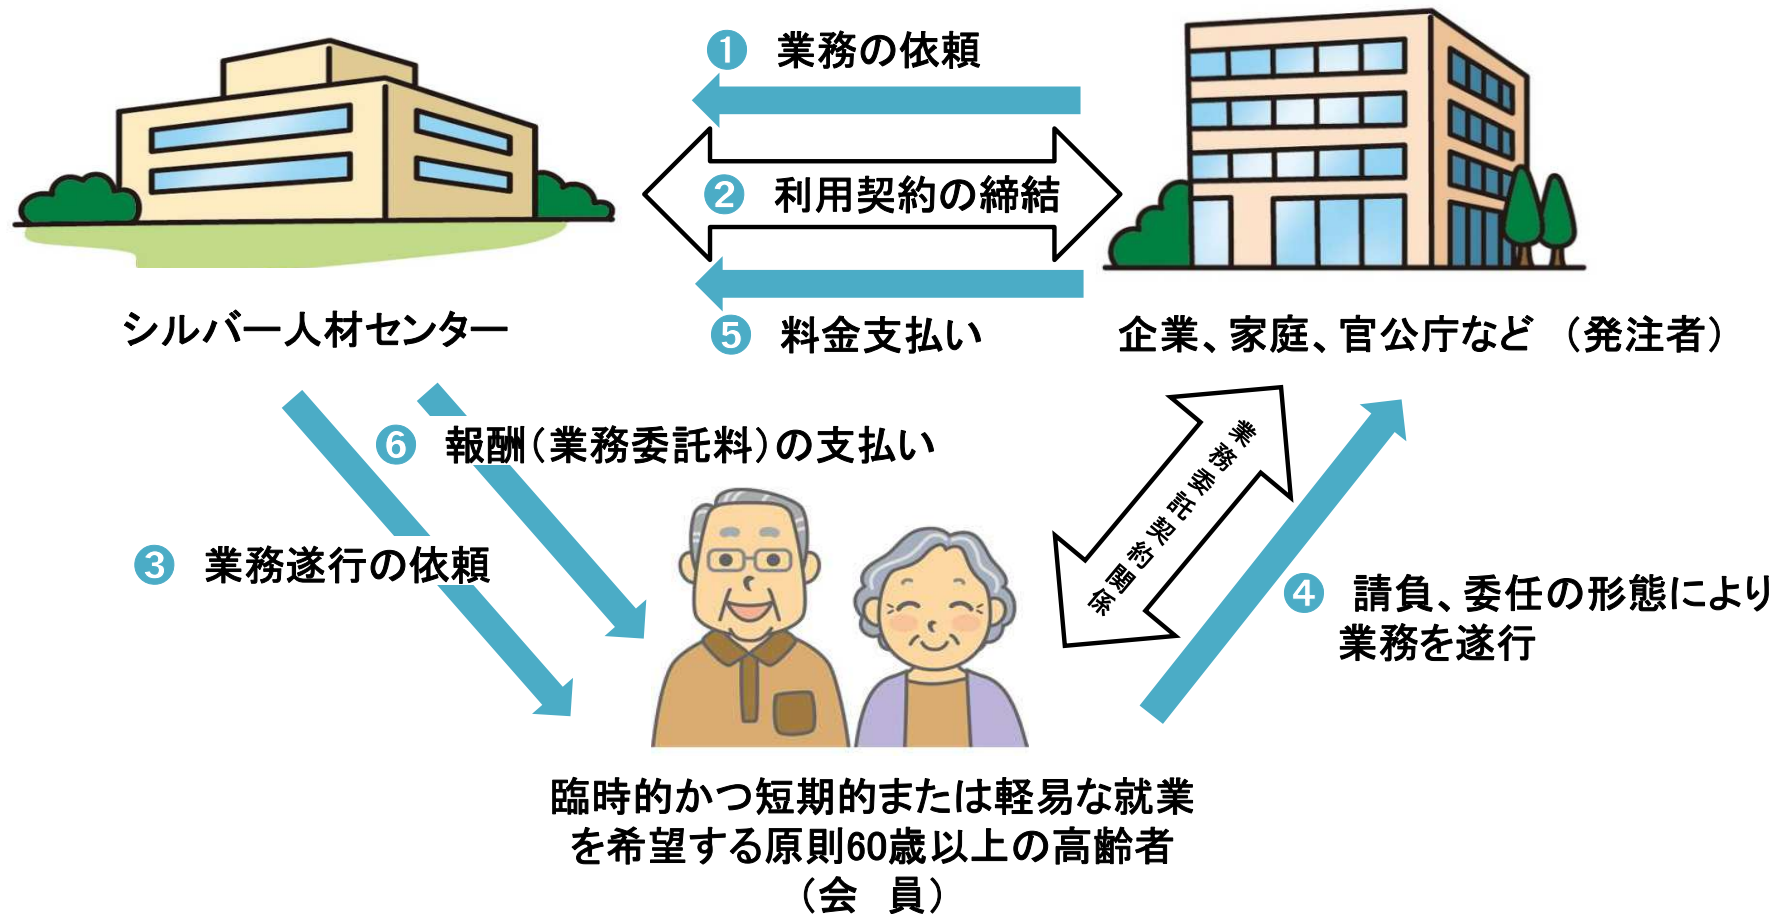 ❶ 業務の依頼
❷ 利用契約の締結
シルバー人材センター
❺ 料金支払い
企業、家庭、官公庁など （発注者）
❻ 報酬（業務委託料）の支払い
業務委託契約関係
❸ 業務遂行の依頼
❹ 請負、委任の形態により
業務を遂行
臨時的かつ短期的または軽易な就業
を希望する原則60歳以上の高齢者
（会 員）